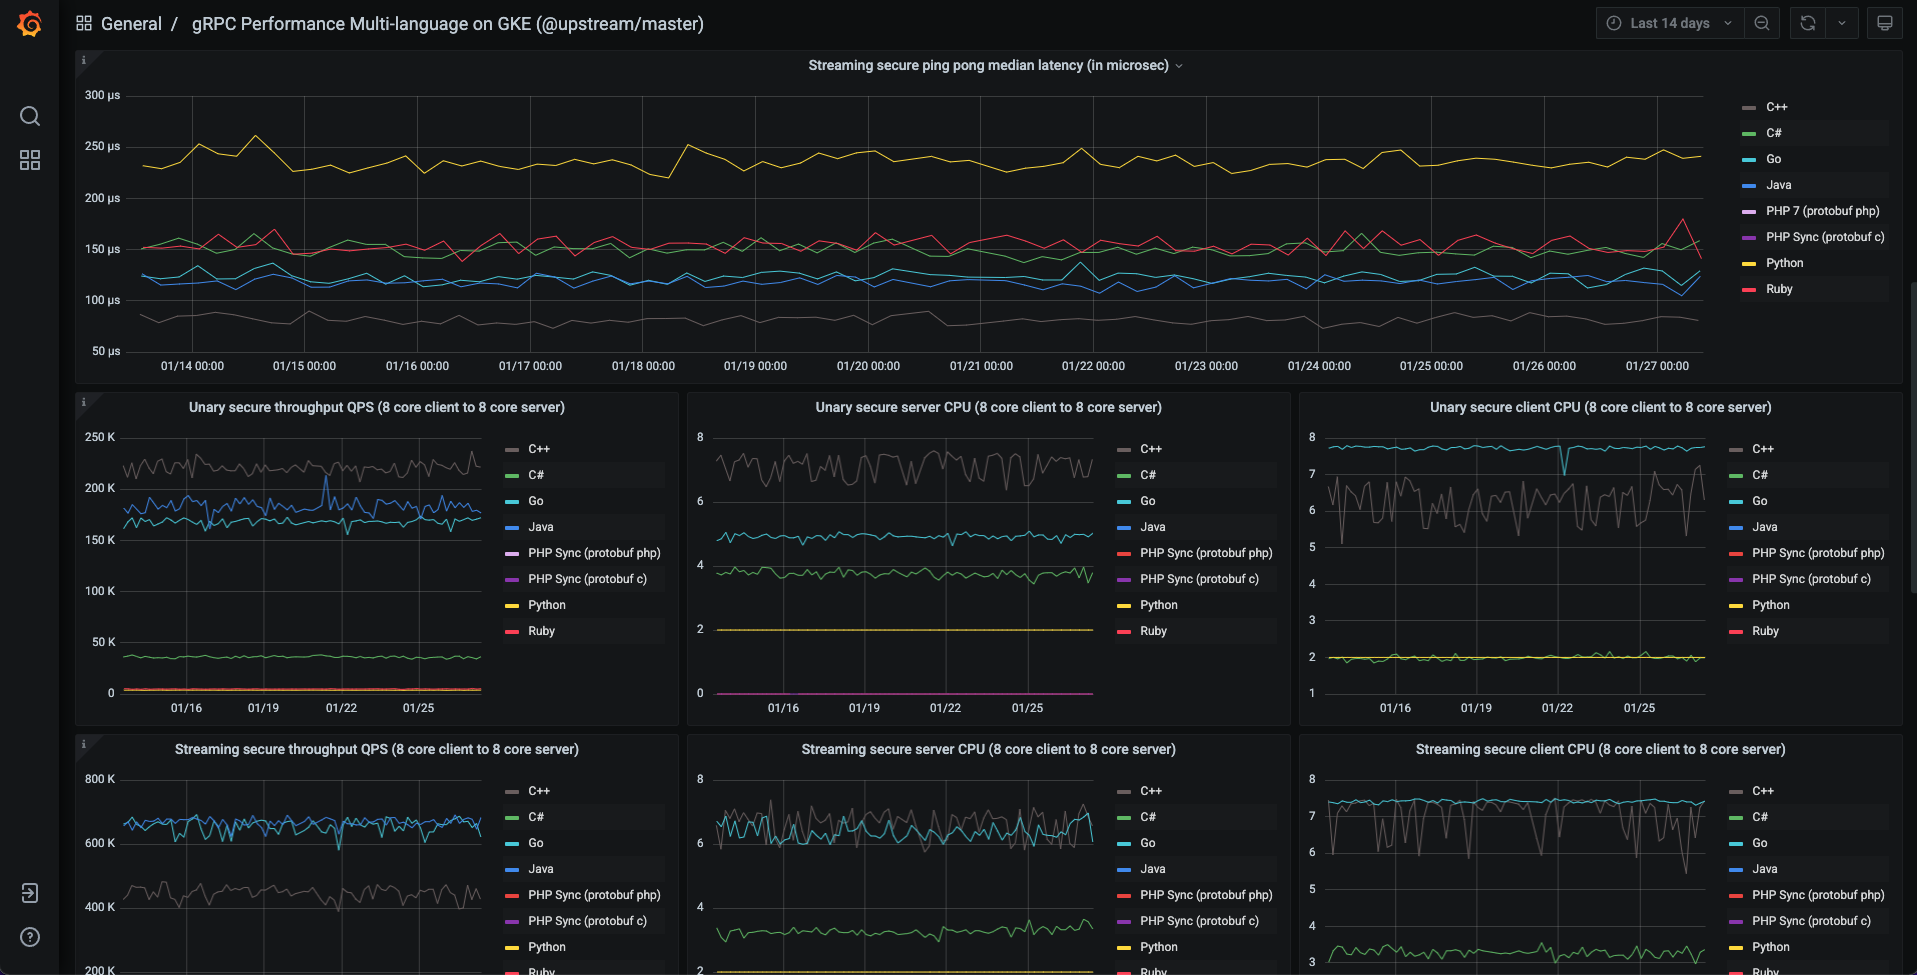 General / gRPC Performance Multi-language on GKE (@upstream/master)
Last 14 days
Streaming secure ping pong median latency (in microsec)
300 µs
250 µs
200 µs
150 µs
100 µs
50 µs
01/14 00:00 01/15 00:00 01/16 00:00 01/17 00:00 01/18 00:00 01/19 00:00 01/20 00:00 01/21 00:00 01/22 00:00 01/23 00:00 01/24 00:00 01/25 00:00 01/26 00:00 01/27 00:00
C++
C#
Go
Java
PHP 7 (protobuf php)
PHP Sync (protobuf c)
Python
Ruby
Unary secure throughput QPS (8 core client to 8 core server)
250 K
200 K
150 K
100 K
50 K
0
01/16 01/19 01/22 01/25
C++
C#
Go
Java
PHP Sync (protobuf php)
PHP Sync (protobuf c)
Python
Ruby
Unary secure server CPU (8 core client to 8 core server)
8
6
4
2
0
01/16 01/19 01/22 01/25
C++
C#
Go
Java
PHP Sync (protobuf php)
PHP Sync (protobuf c)
Python
Ruby
Unary secure client CPU (8 core client to 8 core server)
8
7
6
5
4
3
2
1
01/16 01/19 01/22 01/25
C++
C#
Go
Java
PHP Sync (protobuf php)
PHP Sync (protobuf c)
Python
Ruby
Streaming secure throughput QPS (8 core client to 8 core server)
800 K
600 K
400 K
200 K
C++
C#
Go
Java
PHP Sync (protobuf php)
PHP Sync (protobuf c)
Python
Ruby
Streaming secure server CPU (8 core client to 8 core server)
8
6
4
2
C++
C#
Go
Java
PHP Sync (protobuf php)
PHP Sync (protobuf c)
Python
Ruby
Streaming secure client CPU (8 core client to 8 core server)
8
7
6
5
4
3
C++
C#
Go
Java
PHP Sync (protobuf php)
PHP Sync (protobuf c)
Python
Ruby